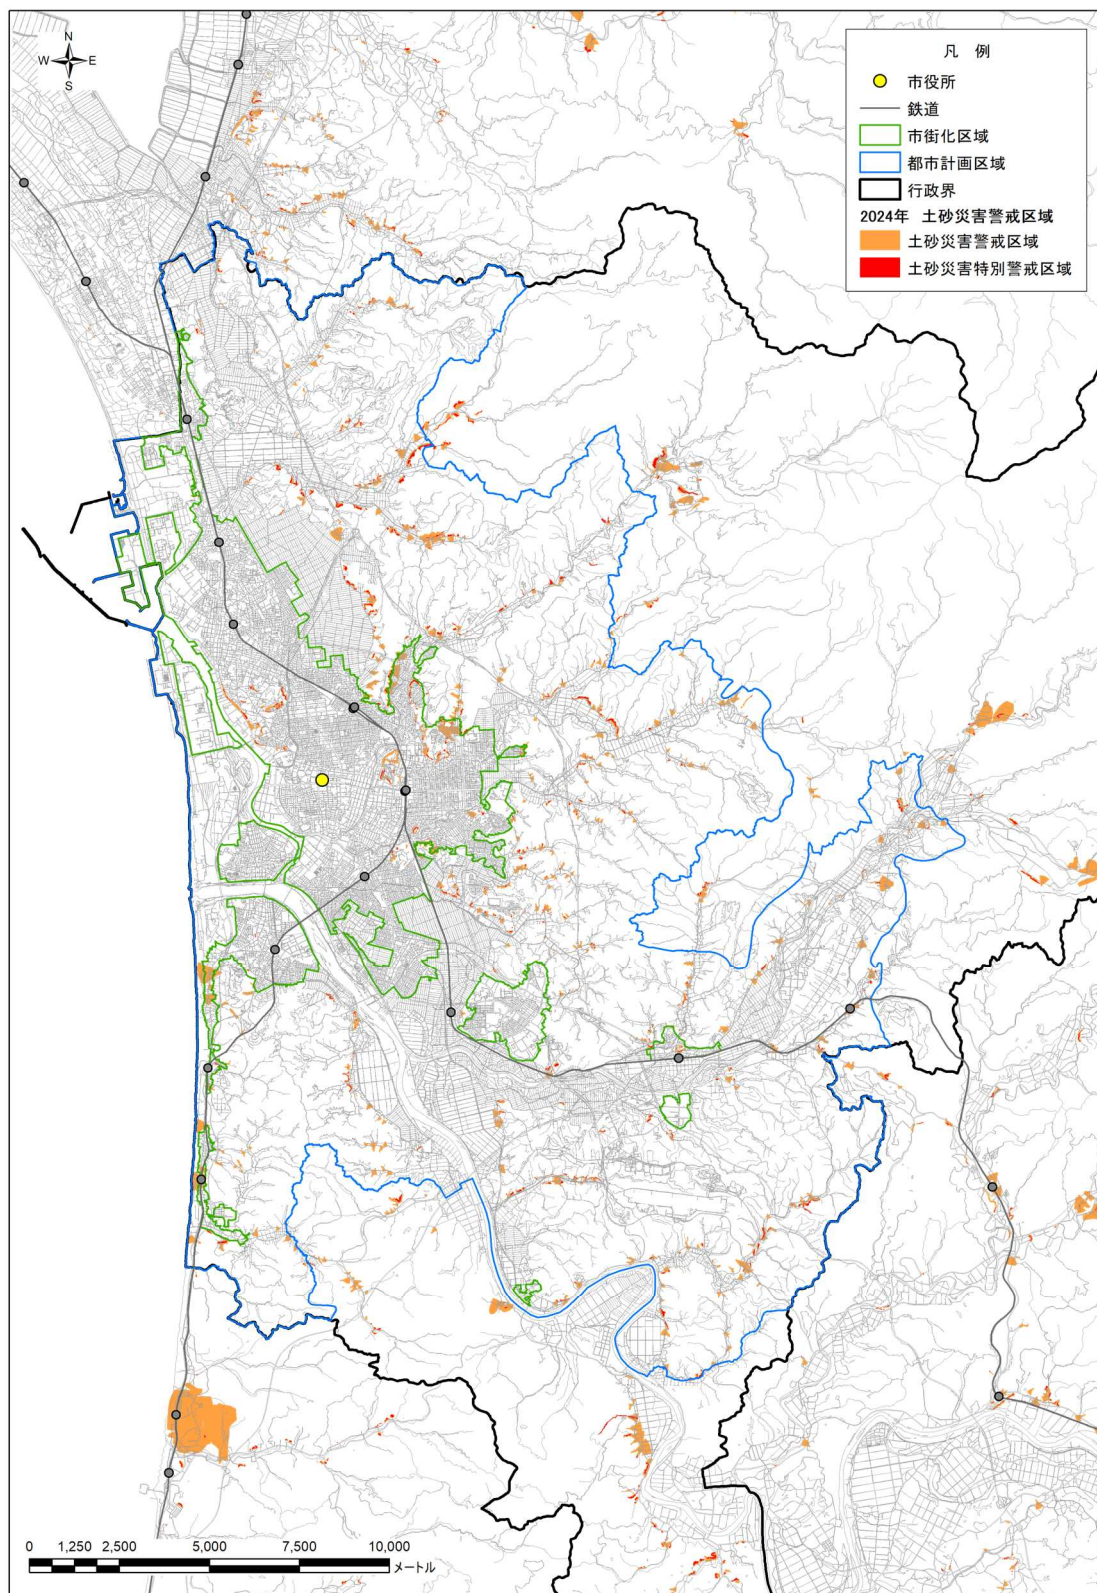 N
W E
S
凡 例
市役所
鉄道
市街化区域
都市計画区域
行政界
2024年 土砂災害警戒区域
土砂災害警戒区域
土砂災害特別警戒区域
0 1,250 2,500 5,000 7,500 10,000
メートル